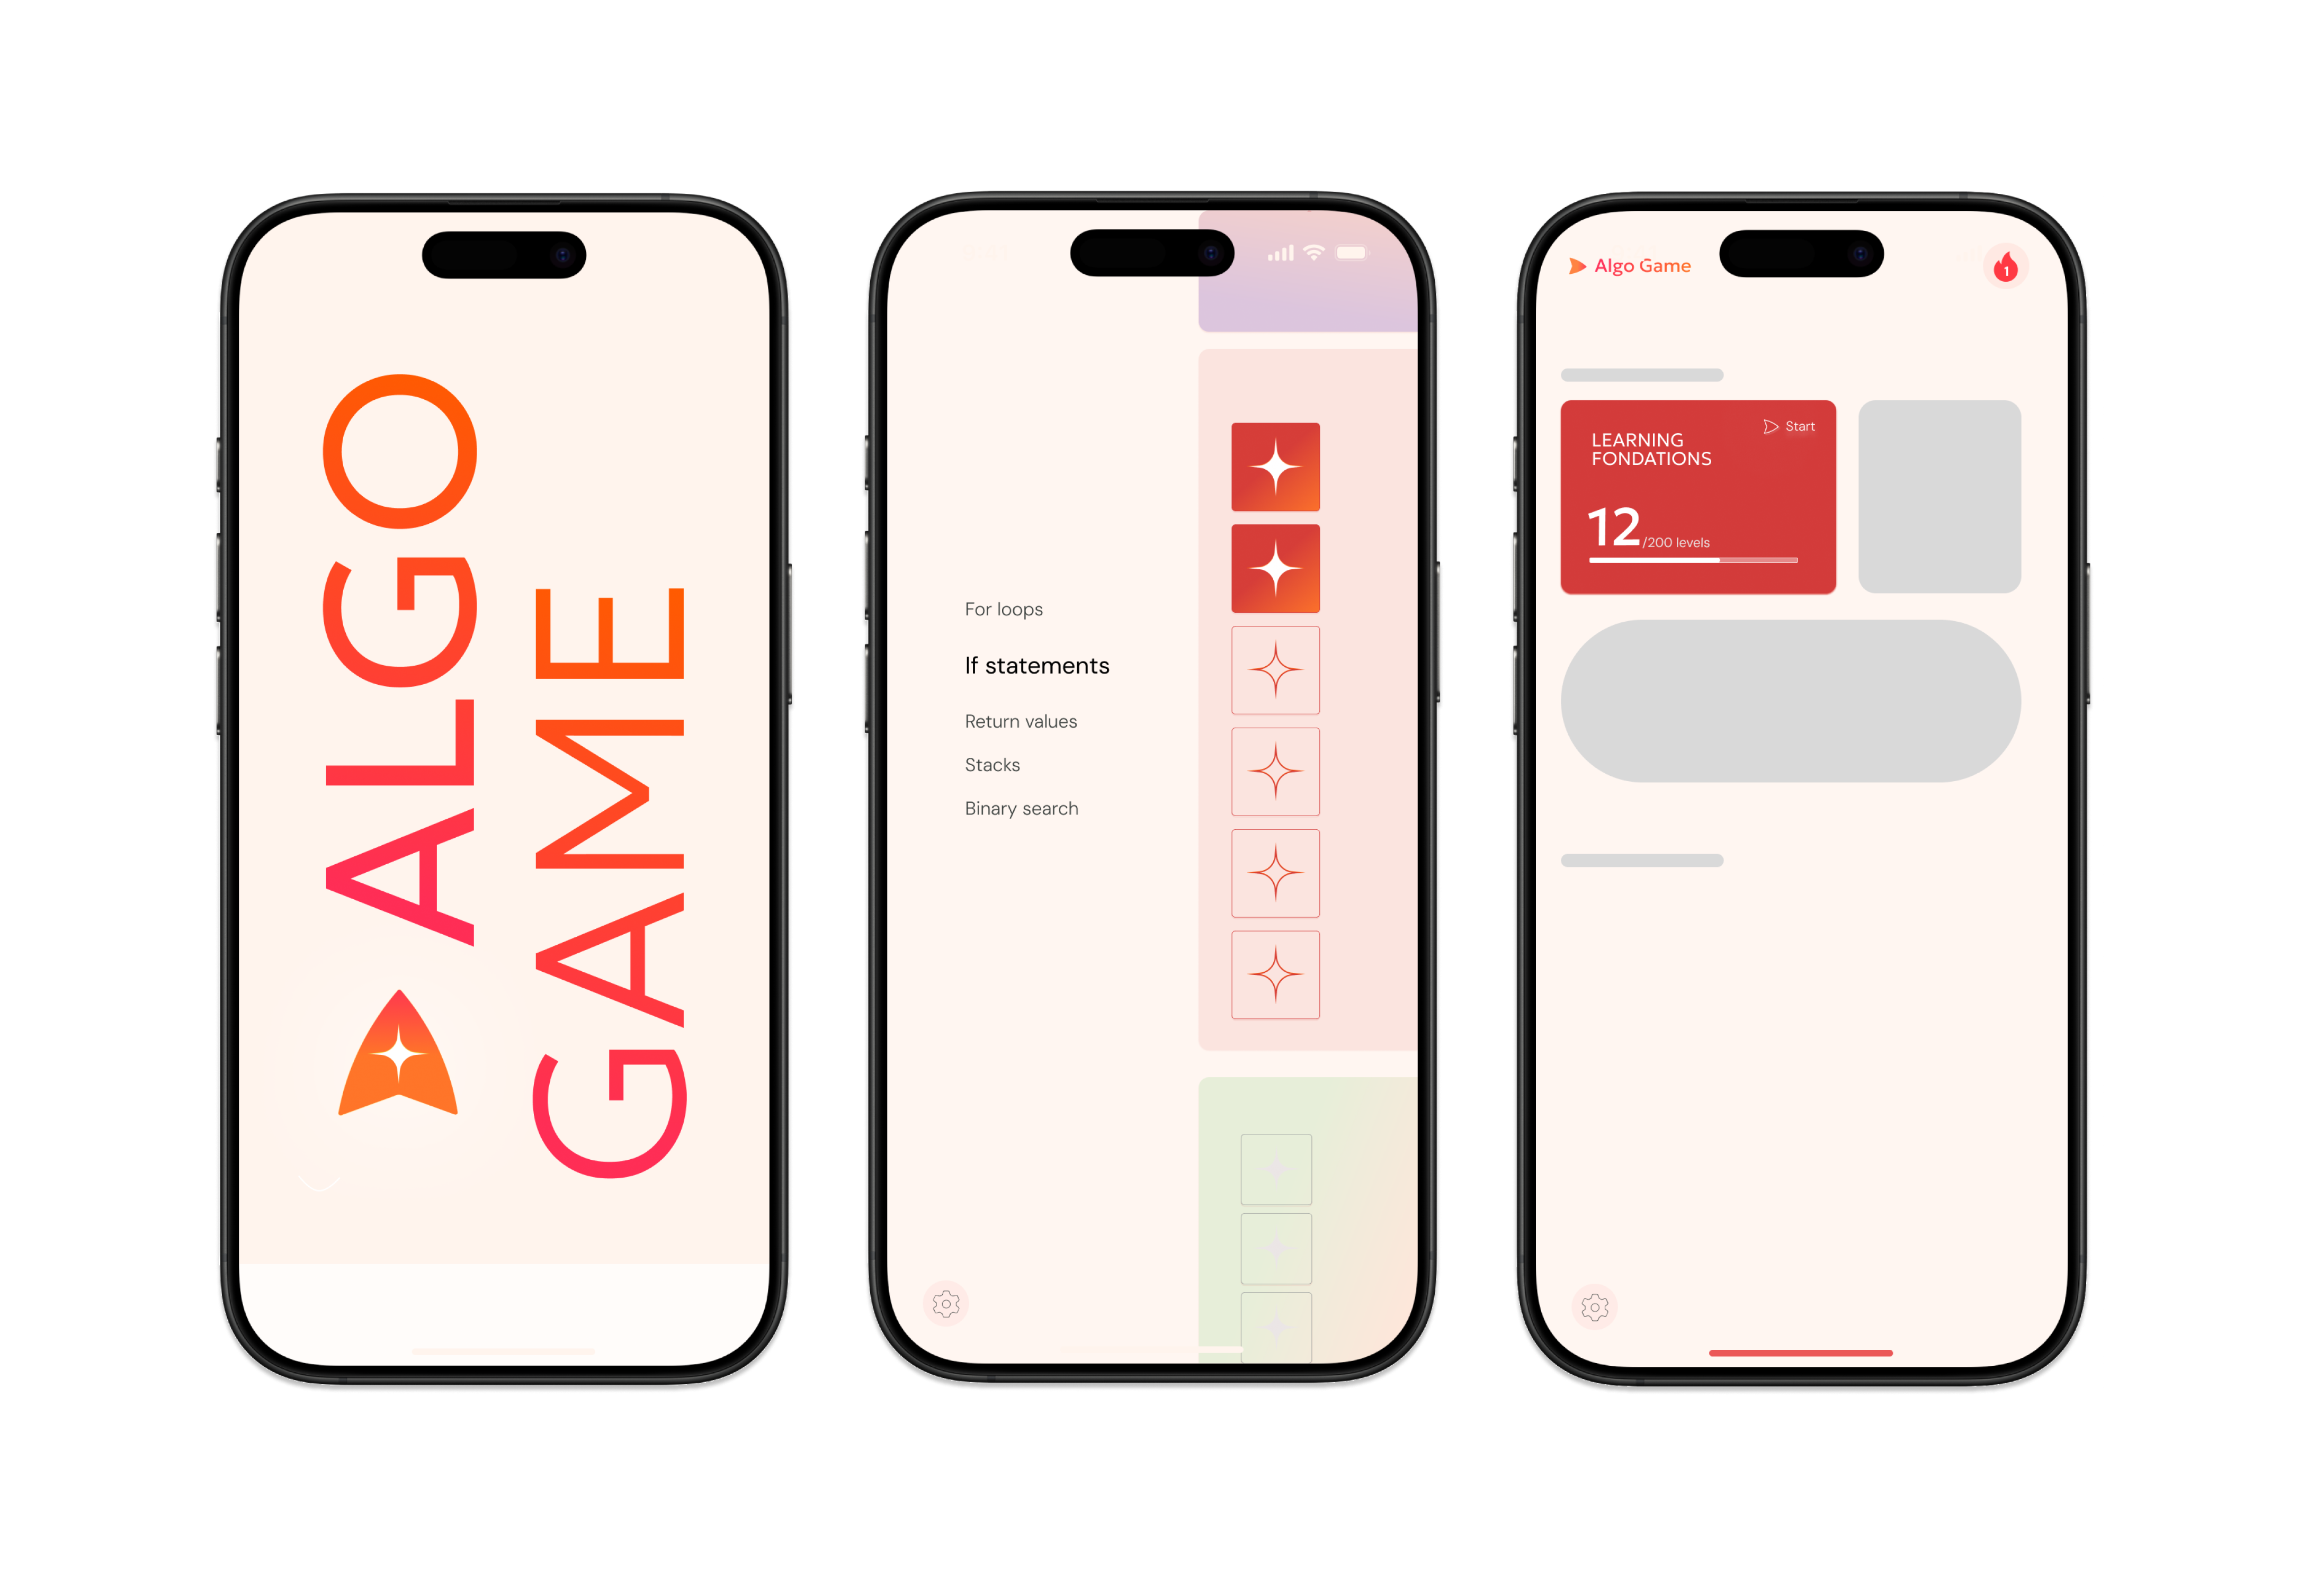 ALGO
GAME
For loops
If statements
Return values
Stacks
Binary search
Algo Game
1
Start
LEARNING
FONDATIONS
12/200 levels